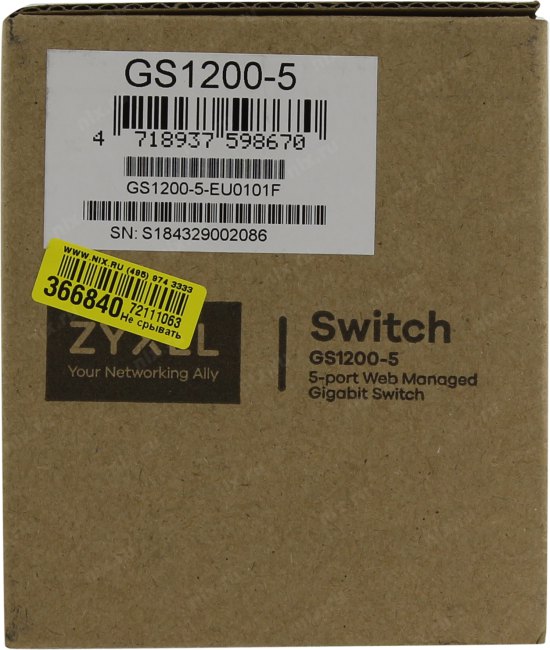 GS1200-5
4 718937 598670
GS1200-5-EU0101F
SN: S184329002086
WWW.NIX.RU (495) 974 3333
366840
72111063
Не срывать
ZYXEL
Your Networking Ally
Switch
GS1200-5
5-port Web Managed
Gigabit Switch